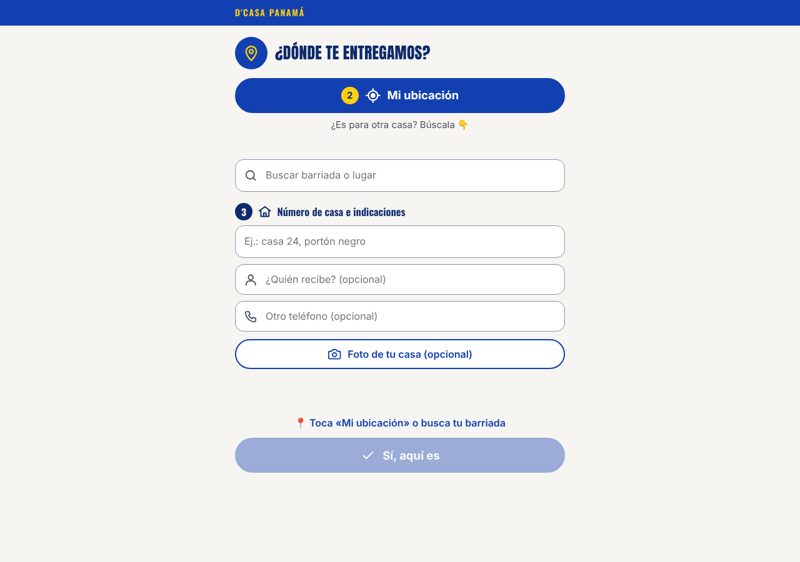 D'CASA PANAMÁ
¿DÓNDE TE ENTREGAMOS?
2 Mi ubicación
¿Es para otra casa? Búscala 👇
Buscar barriada o lugar
3 Número de casa e indicaciones
Ej.: casa 24, portón negro
¿Quién recibe? (opcional)
Otro teléfono (opcional)
Foto de tu casa (opcional)
📍 Toca «Mi ubicación» o busca tu barriada
Sí, aquí es